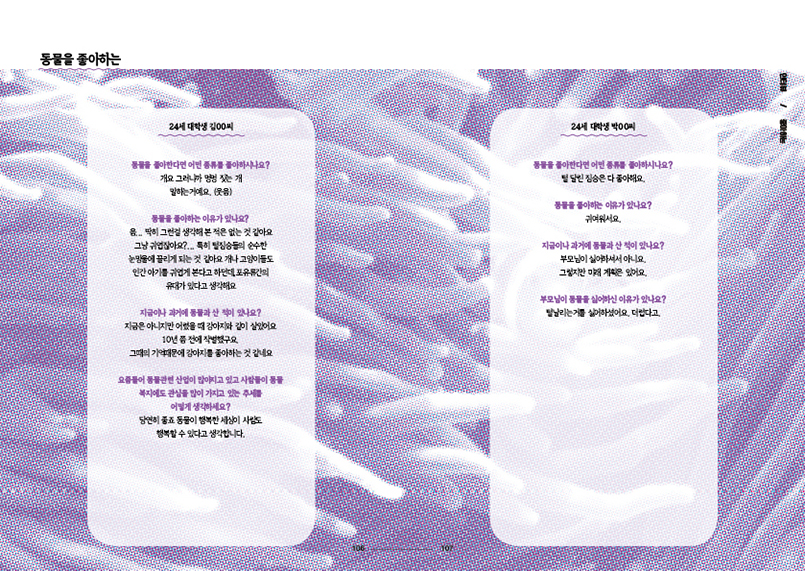 동물을 좋아하는
24세 대학생 김00씨
동물을 좋아한다면 어떤 종류를 좋아하시나요?
개요 그러니까 멍멍 짖는 개
말하는거예요. (웃음)
동물을 좋아하는 이유가 있나요?
음... 딱히 그런걸 생각해 본 적은 없는 것 같아요
그냥 귀엽잖아요?... 특히 털짐승들의 순수한
눈망울에 끌리게 되는 것 같아요 개나 고양이들도
인간 아기를 귀엽게 본다고 하던데,포유류간의
유대가 있다고 생각해요
지금이나 과거에 동물과 산 적이 있나요?
지금은 아니지만 어렸을 때 강아지와 같이 살았어요
10년 쯤 전에 작별했구요.
그때의 기억때문에 강아지를 좋아하는 것 같네요
요즘들어 동물관련 산업이 많아지고 있고 사람들이 동물
복지에도 관심을 많이 가지고 있는 추세를
어떻게 생각하세요?
당연히 좋죠 동물이 행복한 세상이 사람도
행복할 수 있다고 생각합니다.
24세 대학생 박00씨
동물을 좋아한다면 어떤 종류를 좋아하시나요?
털 달린 짐승은 다 좋아해요.
동물을 좋아하는 이유가 있나요?
귀여워서요.
지금이나 과거에 동물과 산 적이 있나요?
부모님이 싫어하셔서 아니요.
그렇지만 미래 계획은 있어요.
부모님이 동물을 싫어하신 이유가 있나요?
털날리는거를 싫어하셨어요. 더럽다고.
/
106
107